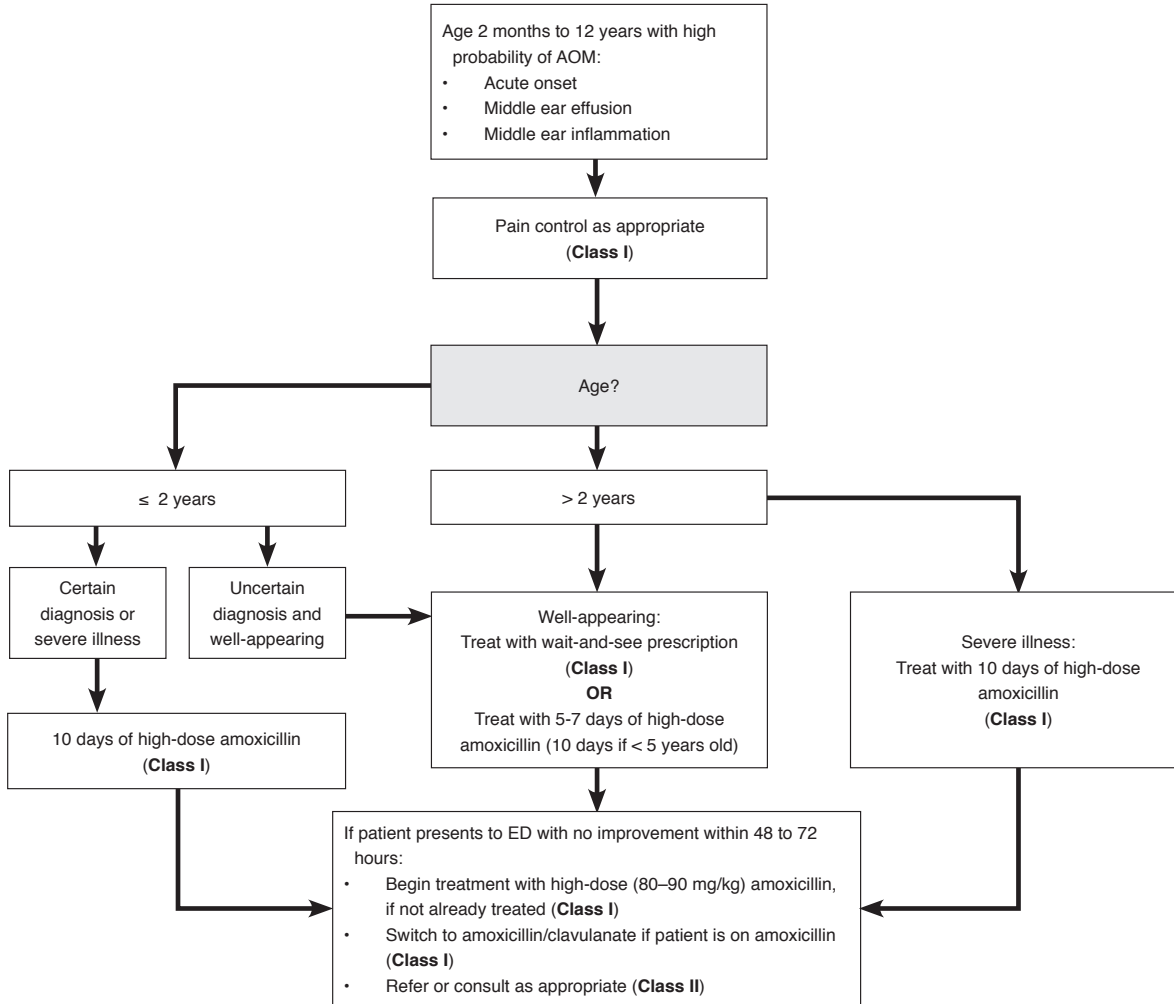 Age 2 months to 12 years with high
probability of AOM:
• Acute onset
• Middle ear effusion
• Middle ear inflammation
Pain control as appropriate
(Class I)
Age?
≤ 2 years
> 2 years
Certain
diagnosis or
severe illness
Uncertain
diagnosis and
well-appearing
Well-appearing:
Treat with wait-and-see prescription
(Class I)
OR
Treat with 5-7 days of high-dose
amoxicillin (10 days if < 5 years old)
Severe illness:
Treat with 10 days of high-dose
amoxicillin
(Class I)
10 days of high-dose amoxicillin
(Class I)
If patient presents to ED with no improvement within 48 to 72
hours:
• Begin treatment with high-dose (80–90 mg/kg) amoxicillin,
if not already treated (Class I)
• Switch to amoxicillin/clavulanate if patient is on amoxicillin
(Class I)
• Refer or consult as appropriate (Class II)